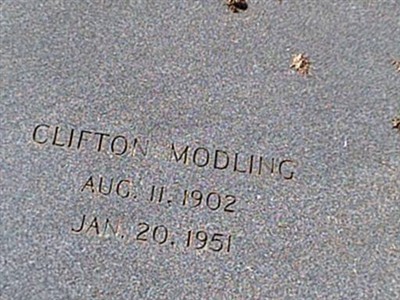 CLIFTON MODLING
AUG. 11. 1902
JAN. 20. 1951